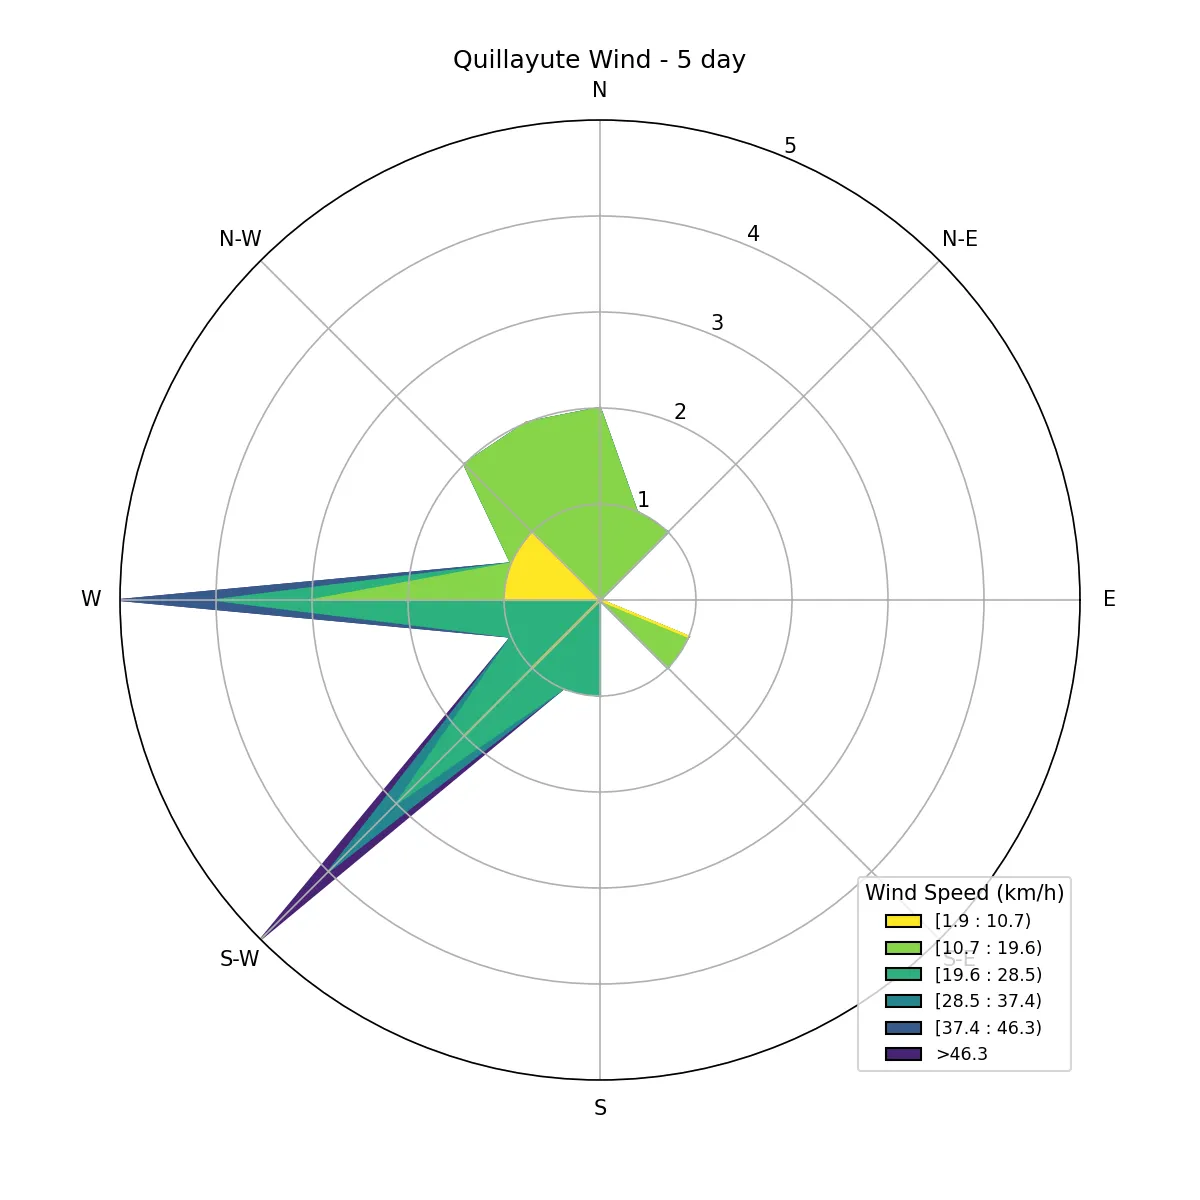 Quillayute Wind - 5 day
N
5
N-W
4
N-E
3
2
1
W
E
S-W
S-E
S
Wind Speed (km/h)
[1.9 : 10.7)
[10.7 : 19.6)
[19.6 : 28.5)
[28.5 : 37.4)
[37.4 : 46.3)
>46.3